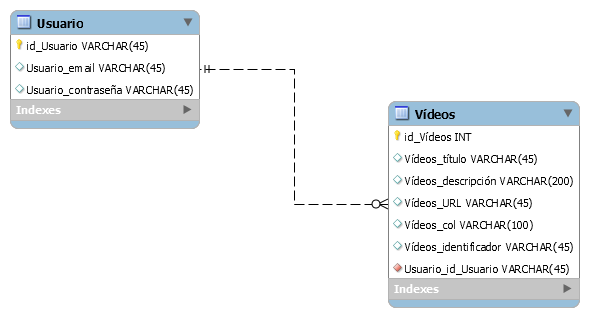 Usuario
id_Usuario VARCHAR(45)
Usuario_email VARCHAR(45)
Usuario_contraseña VARCHAR(45)
Indexes
Vídeos
id_Vídeos INT
Vídeos_título VARCHAR(45)
Vídeos_descripción VARCHAR(200)
Vídeos_URL VARCHAR(45)
Vídeos_col VARCHAR(100)
Vídeos_identificador VARCHAR(45)
Usuario_id_Usuario VARCHAR(45)
Indexes